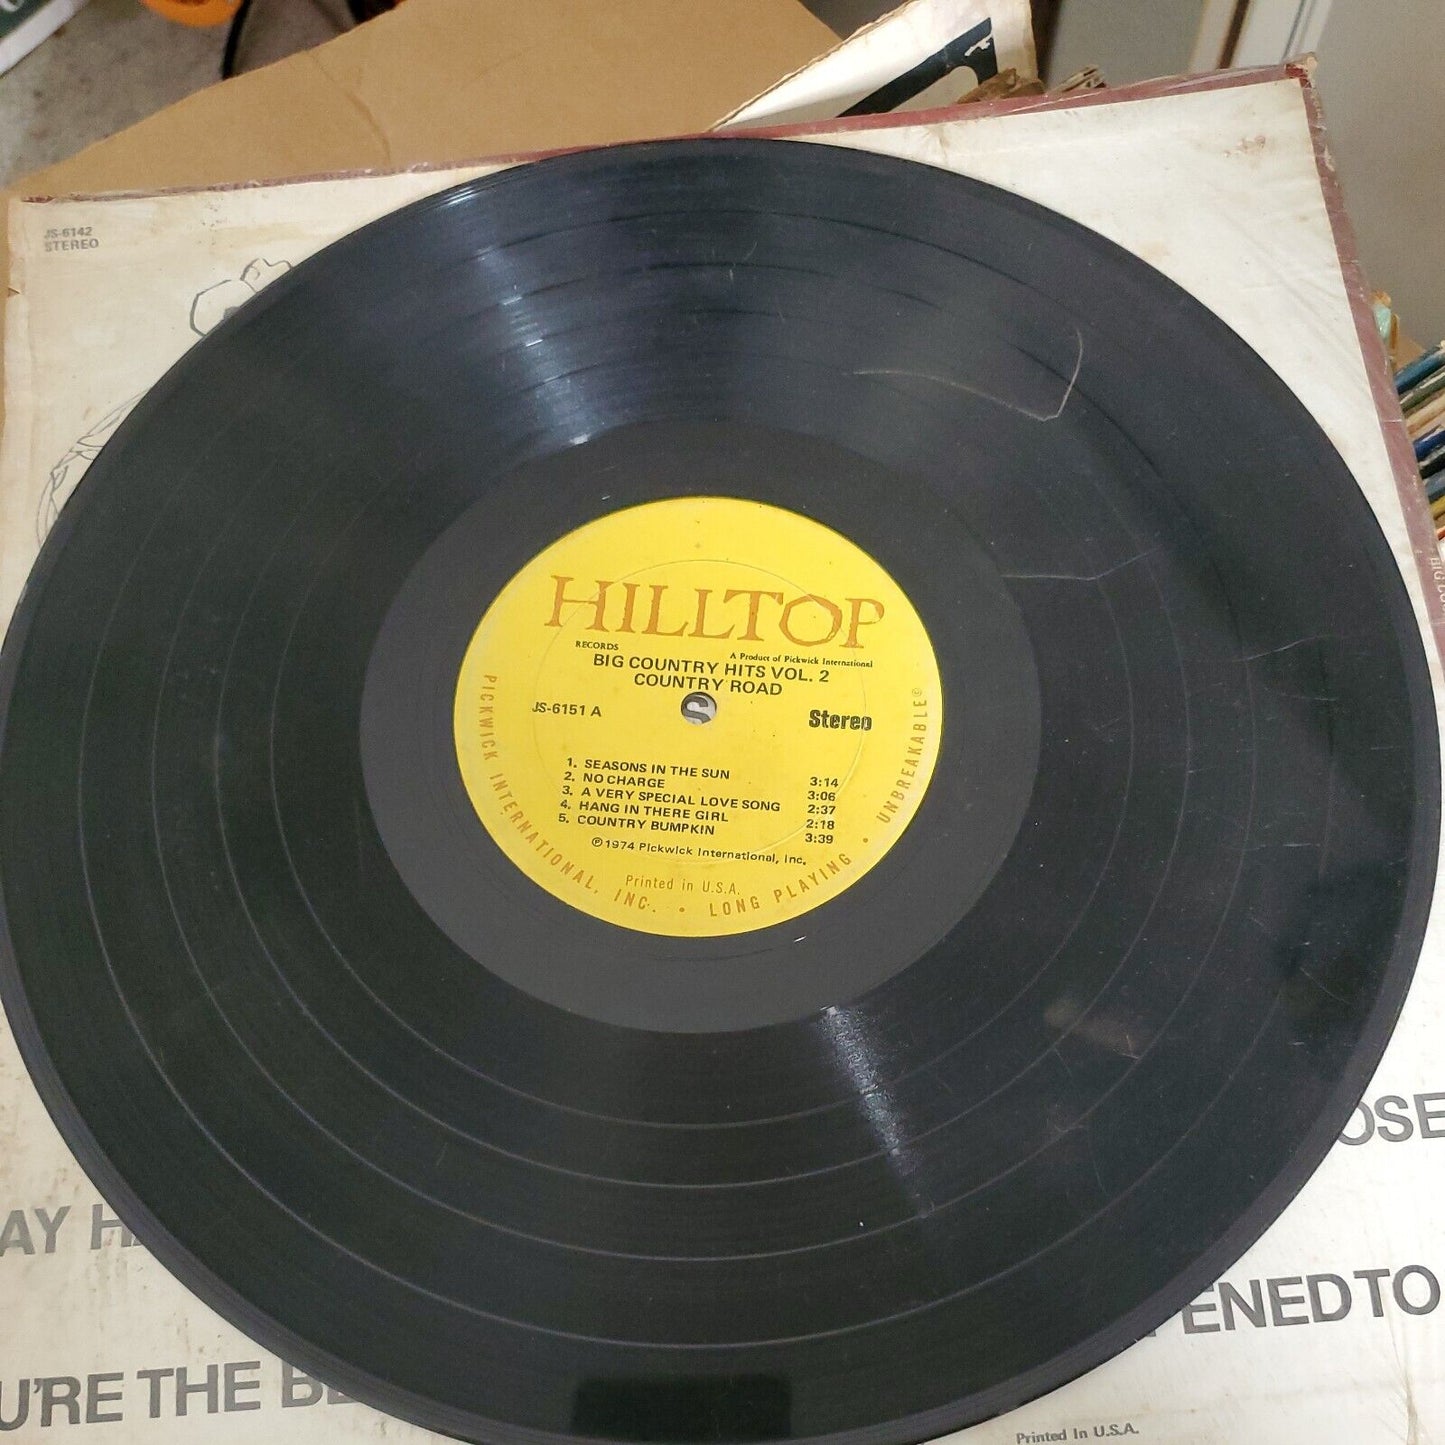 JS-6142
STEREO
HILLTOP
RECORDS
A Product of Pickwick International
BIG COUNTRY HITS VOL. 2
COUNTRY ROAD
JS-6151 A
Stereo
1. SEASONS IN THE SUN 3:14
2. NO CHARGE 3:06
3. A VERY SPECIAL LOVE SONG 2:37
4. HANG IN THERE GIRL 2:18
5. COUNTRY BUMPKIN 3:39
℗1974 Pickwick International, Inc.
Printed in U.S.A.
PICKWICK INTERNATIONAL, INC. • LONG PLAYING • UNBREAKABLE©
OSE
AY H
ENED TO
U'RE THE BE
Printed In U.S.A.